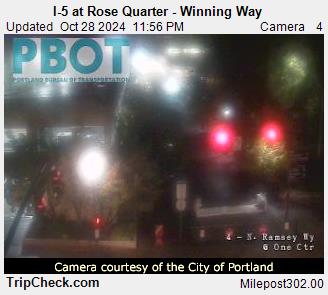 I-5 at Rose Quarter - Winning Way
Updated Oct 28 2024 11:56 PM Camera 4
PBOT
PORTLAND BUREAU OF TRANSPORTATION
4 - N. Ramsey Wy
@ One Ctr
Camera courtesy of the City of Portland
TripCheck.com Milepost302.00